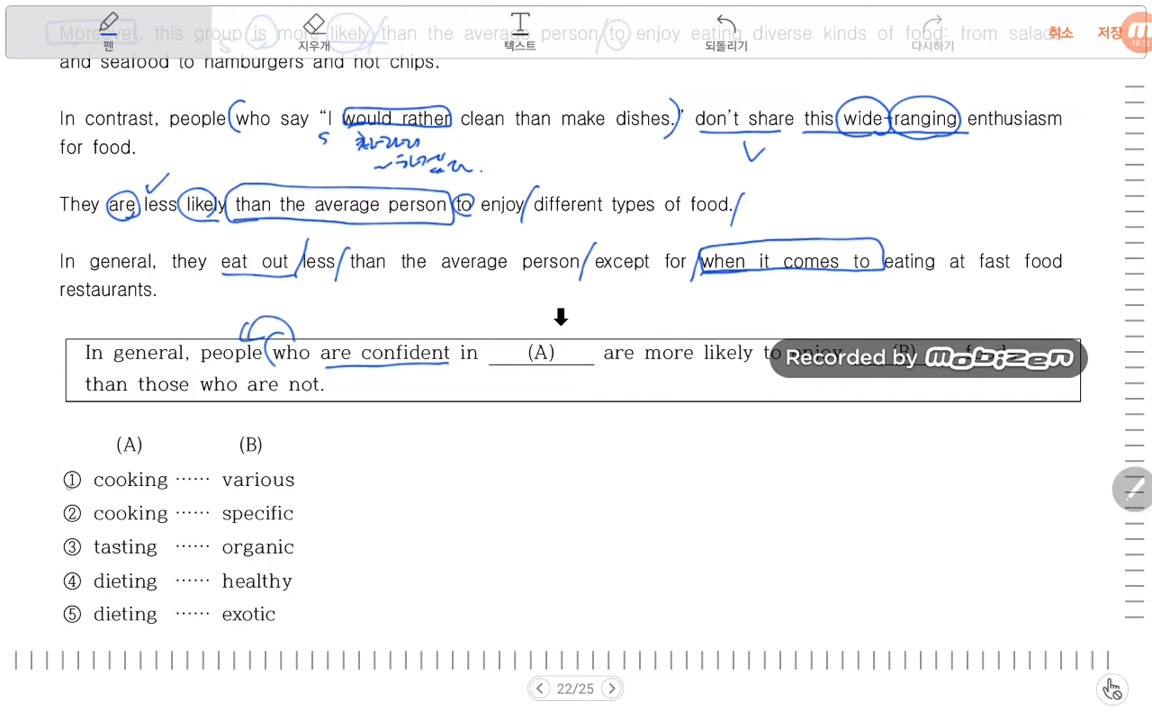 Moreover, this group is more likely than the average person to enjoy eating diverse kinds of food: from salad
펜 지우개 텍스트 되돌리기 다시하기 취소 저장
and seafood to hamburgers and hot chips.
In contrast, people who say “I would rather clean than make dishes.” don't share this wide-ranging enthusiasm
S
V
for food.
They are less likely than the average person to enjoy different types of food.
In general, they eat out less than the average person except for when it comes to eating at fast food
restaurants.
In general, people who are confident in (A) are more likely to enjoy (B)
Recorded by mobizen
than those who are not.
(A) (B)
① cooking ⋯⋯ various
② cooking ⋯⋯ specific
③ tasting ⋯⋯ organic
④ dieting ⋯⋯ healthy
⑤ dieting ⋯⋯ exotic
22/25